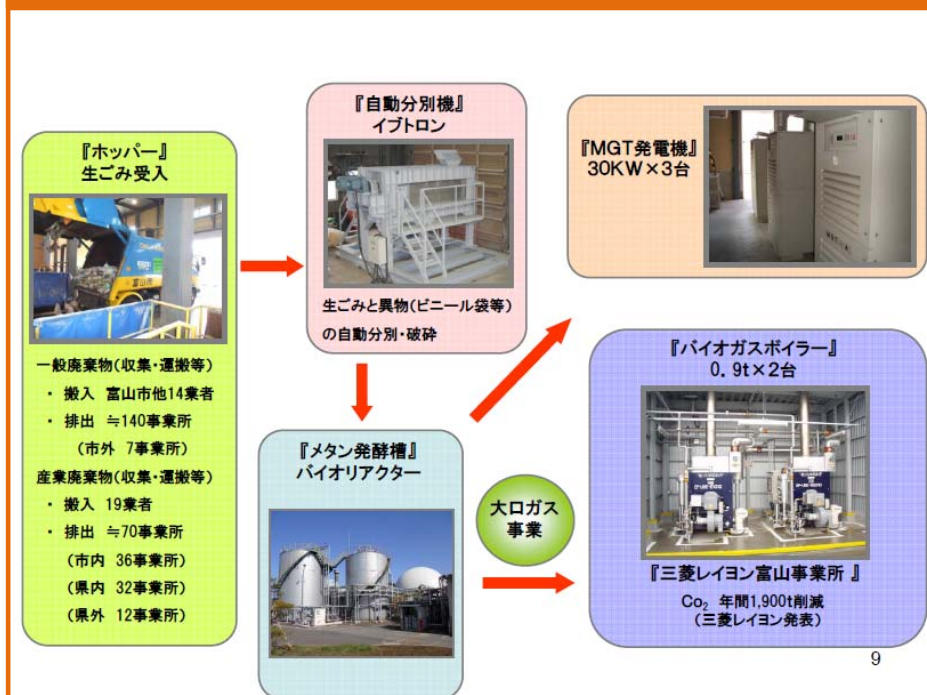 『ホッパー』
生ごみ受入
富山市
一般廃棄物(収集・運搬等)
・ 搬入 富山市他14業者
・ 排出 ≒140事業所
(市外 7事業所)
産業廃棄物(収集・運搬等)
・ 搬入 19業者
・ 排出 ≒70事業所
(市内 36事業所)
(県内 32事業所)
(県外 12事業所)
『自動分別機』
イブトロン
生ごみと異物(ビニール袋等)
の自動分別・破砕
『メタン発酵槽』
バイオリアクター
『MGT発電機』
30KW×3台
大口ガス
事業
『バイオガスボイラー』
0.9t×2台
『三菱レイヨン富山事業所 』
Co₂ 年間1,900t削減
(三菱レイヨン発表)
9